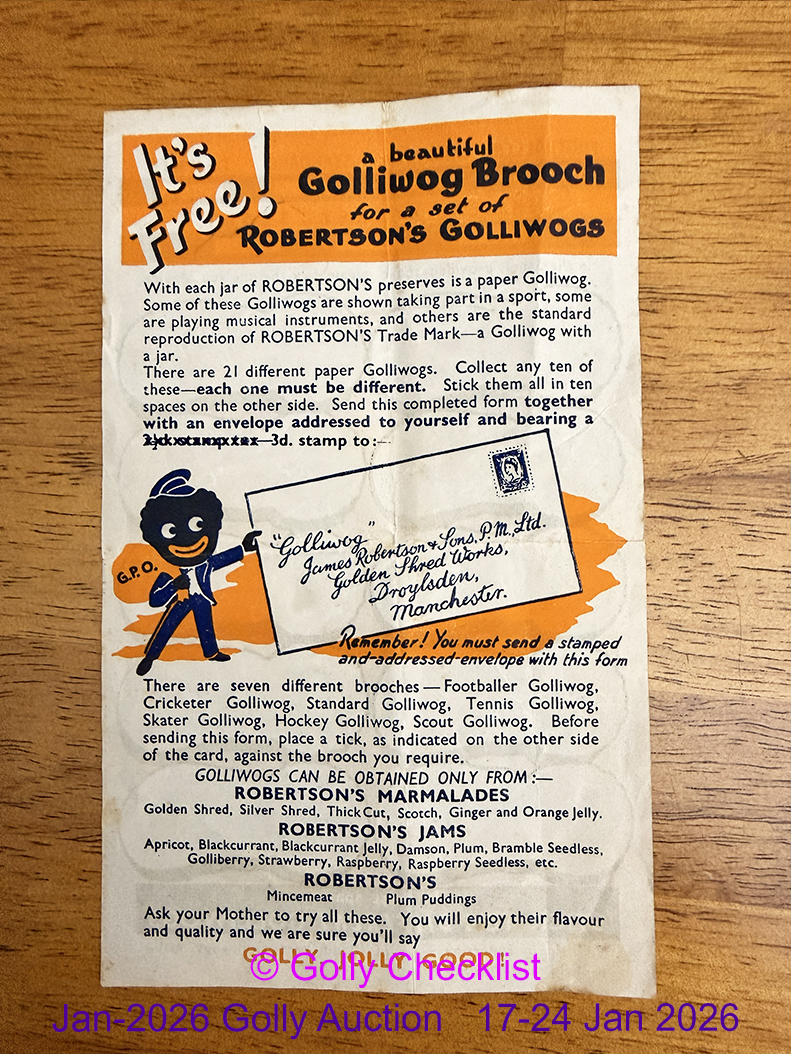 It's Free!
a beautiful
Golliwog Brooch
for a set of
ROBERTSON'S GOLLIWOGS
With each jar of ROBERTSON'S preserves is a paper Golliwog.
Some of these Golliwogs are shown taking part in a sport, some
are playing musical instruments, and others are the standard
reproduction of ROBERTSON'S Trade Mark—a Golliwog with
a jar.
There are 21 different paper Golliwogs. Collect any ten of
these—each one must be different. Stick them all in ten
spaces on the other side. Send this completed form together
with an envelope addressed to yourself and bearing a
3d. stamp to:—
G.P.O.
"Golliwog"
James Robertson & Sons, P.M., Ltd.
Golden Shred Works,
Droylsden,
Manchester.
Remember! You must send a stamped
and addressed envelope with this form
There are seven different brooches—Footballer Golliwog,
Cricketer Golliwog, Standard Golliwog, Tennis Golliwog,
Skater Golliwog, Hockey Golliwog, Scout Golliwog. Before
sending this form, place a tick, as indicated on the other side
of the card, against the brooch you require.
GOLLIWOGS CAN BE OBTAINED ONLY FROM:—
ROBERTSON'S MARMALADES
Golden Shred, Silver Shred, Thick Cut, Scotch, Ginger and Orange Jelly.
ROBERTSON'S JAMS
Apricot, Blackcurrant, Blackcurrant Jelly, Damson, Plum, Bramble Seedless,
Golliberry, Strawberry, Raspberry, Raspberry Seedless, etc.
ROBERTSON'S
Mincemeat Plum Puddings
Ask your Mother to try all these. You will enjoy their flavour
and quality and we are sure you'll say
GOLLY JOLLY GOOD!
© Golly Checklist
Jan-2026 Golly Auction 17-24 Jan 2026